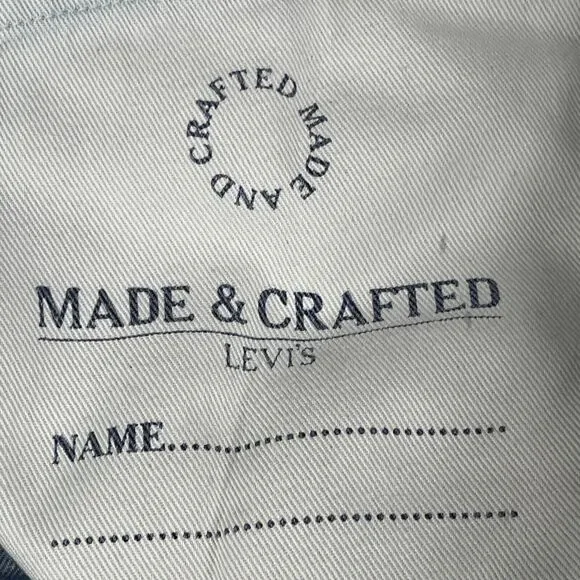 MADE AND CRAFTED
MADE & CRAFTED
LEVI'S
NAME..............................
..........................................